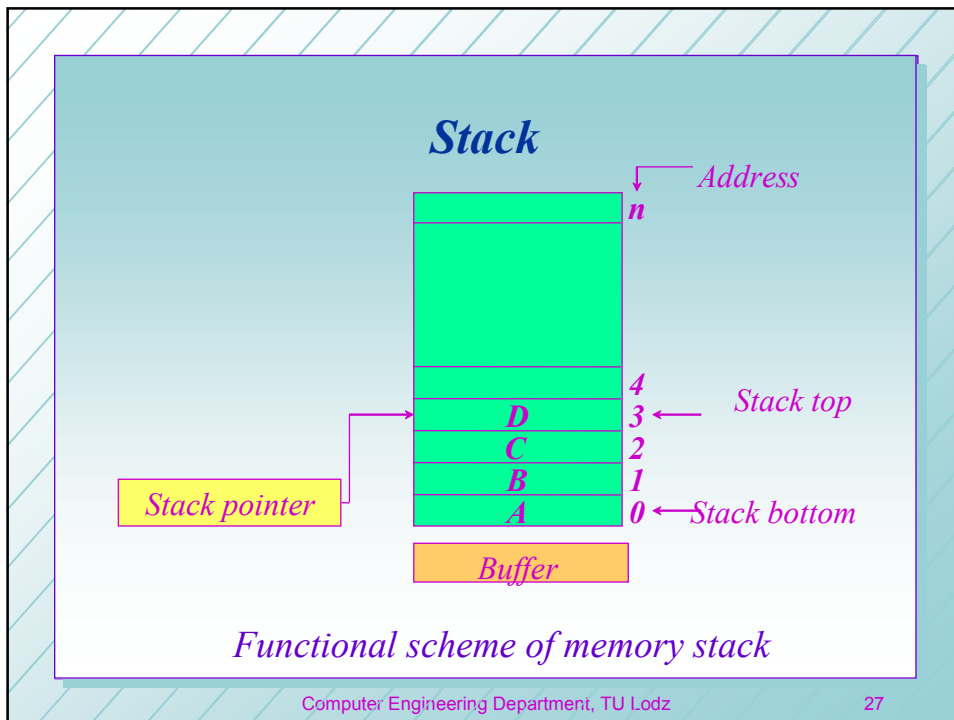 Stack
Address
n
4
D 3 Stack top
C 2
B 1
Stack pointer A 0 Stack bottom
Buffer
Functional scheme of memory stack
Computer Engineering Department, TU Lodz 27